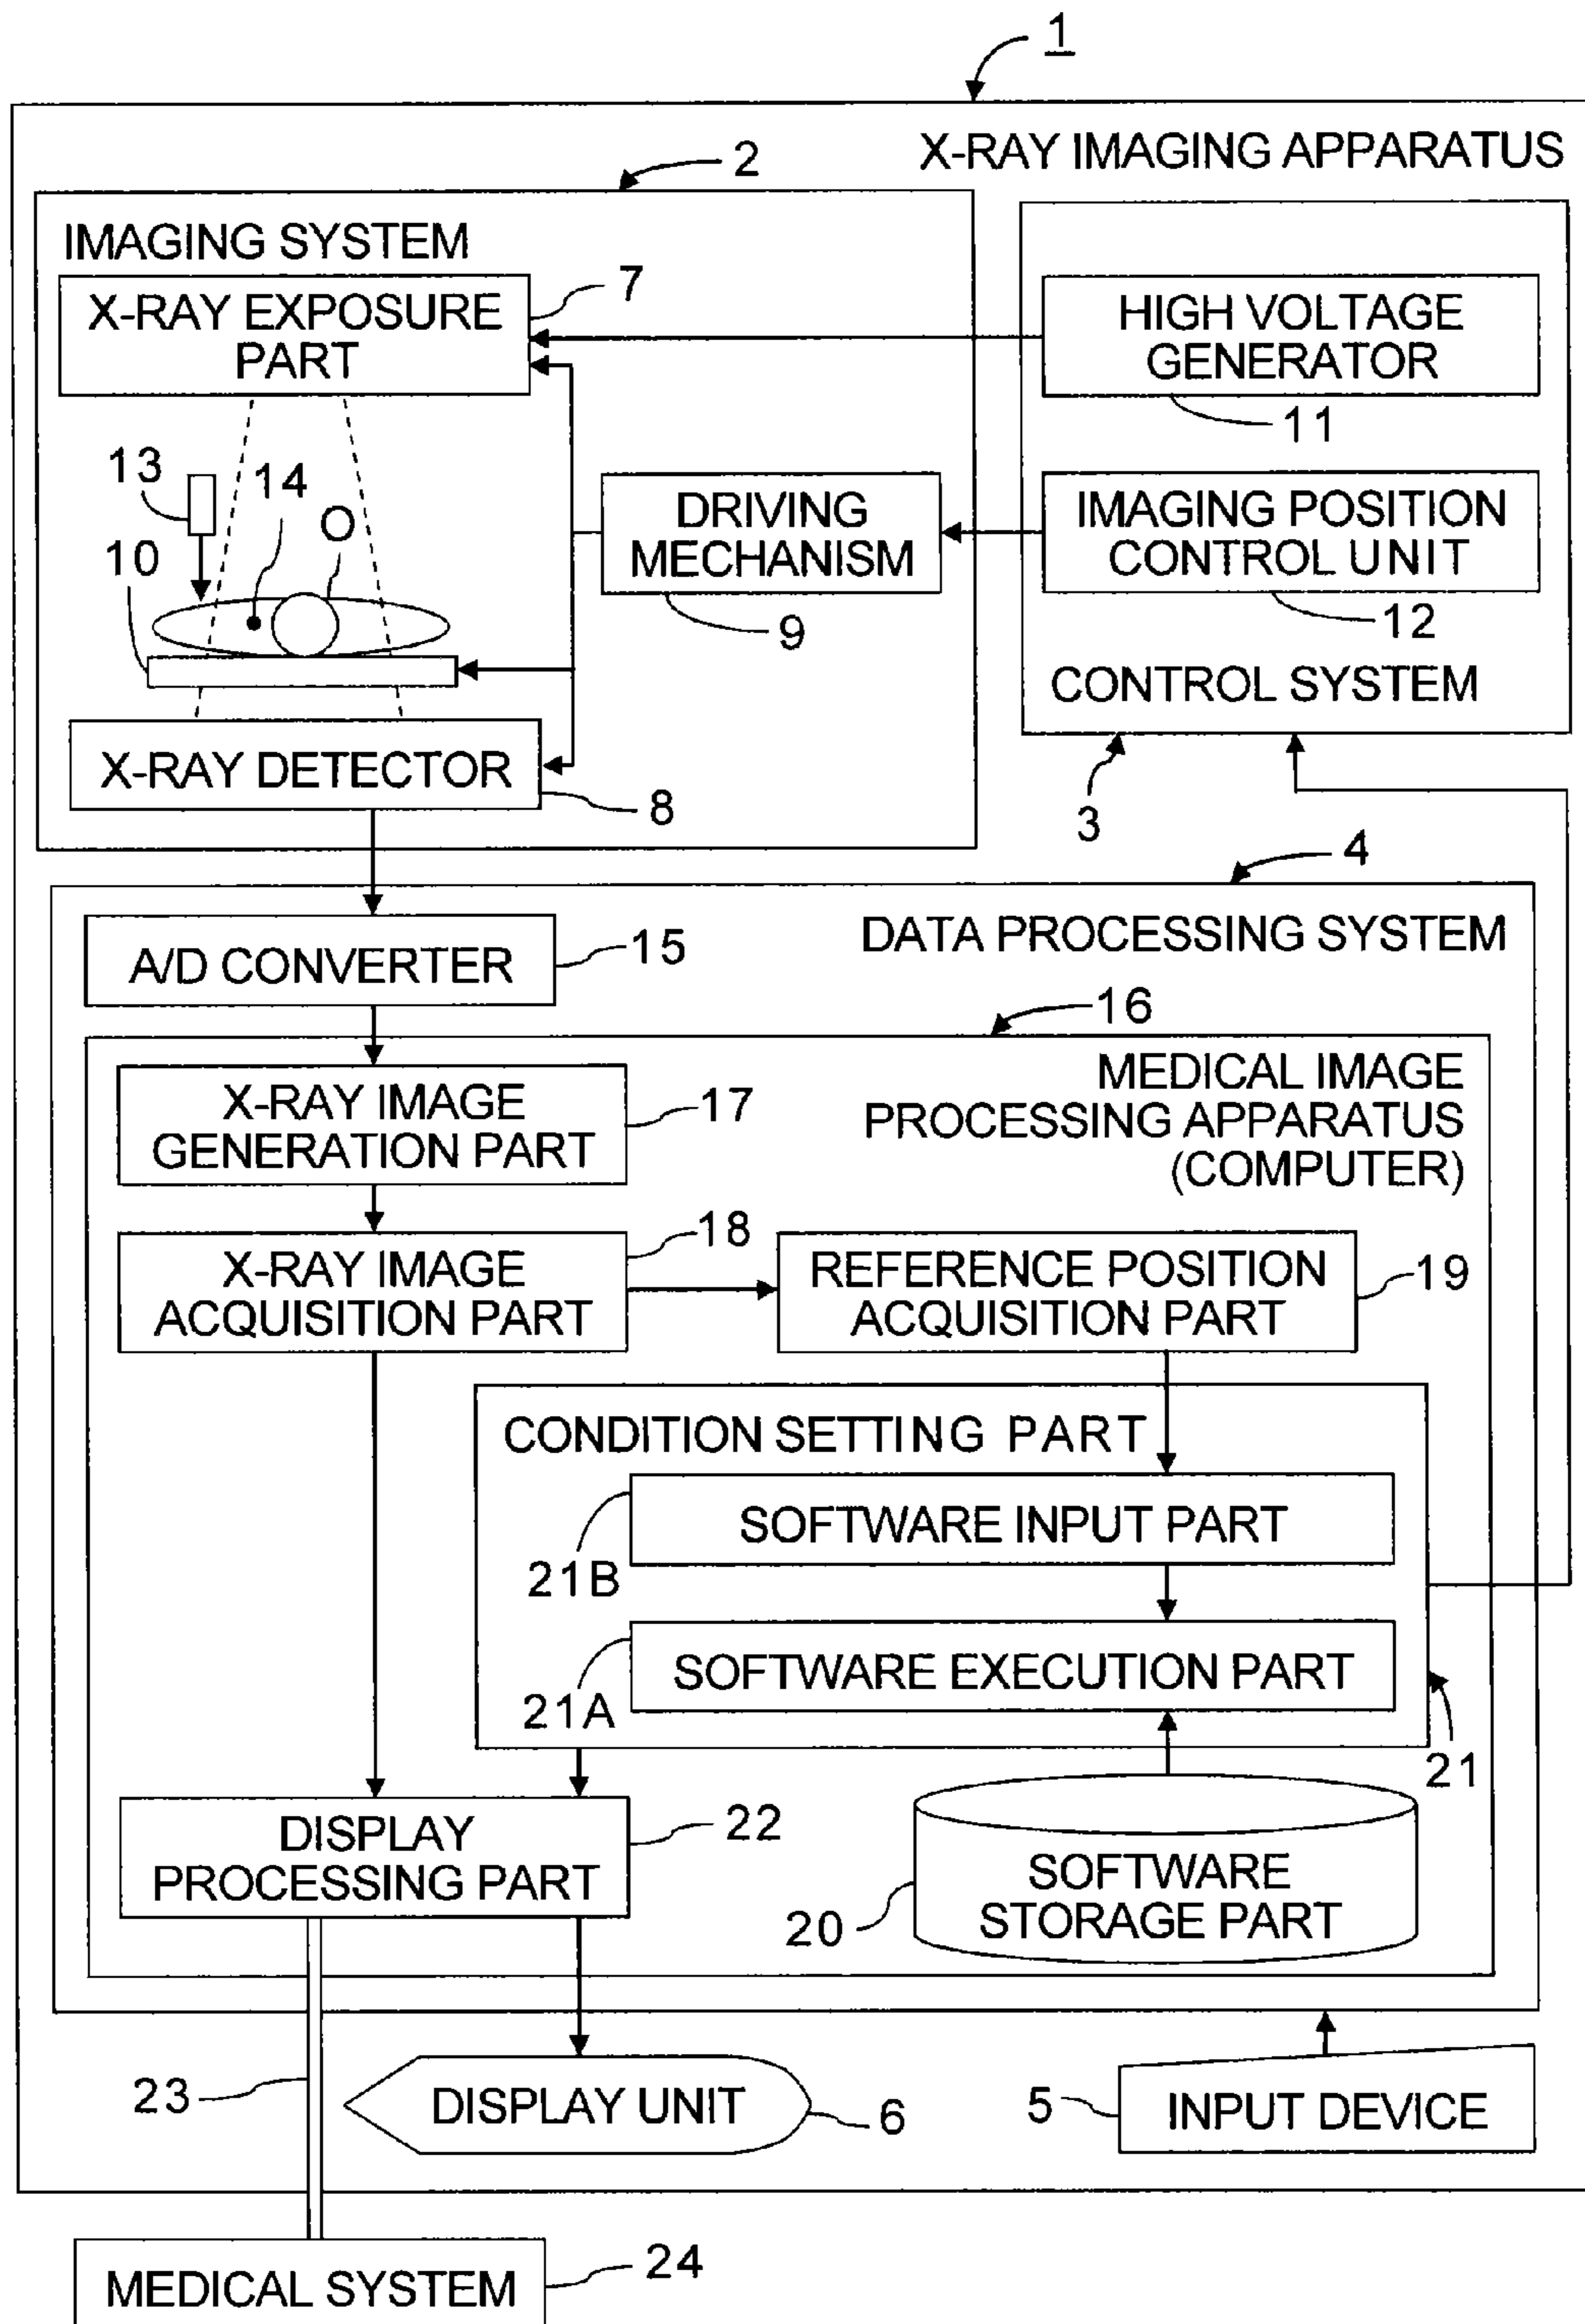 1
X-RAY IMAGING APPARATUS
2
IMAGING SYSTEM
X-RAY EXPOSURE
PART
7
HIGH VOLTAGE
GENERATOR
11
13
14
O
10
DRIVING
MECHANISM
9
IMAGING POSITION
CONTROL UNIT
12
CONTROL SYSTEM
3
X-RAY DETECTOR
8
4
DATA PROCESSING SYSTEM
A/D CONVERTER
15
16
MEDICAL IMAGE
PROCESSING APPARATUS
(COMPUTER)
X-RAY IMAGE
GENERATION PART
17
X-RAY IMAGE
ACQUISITION PART
18
REFERENCE POSITION
ACQUISITION PART
19
CONDITION SETTING PART
SOFTWARE INPUT PART
21B
SOFTWARE EXECUTION PART
21A
21
DISPLAY
PROCESSING PART
22
SOFTWARE
STORAGE PART
20
23
DISPLAY UNIT
6
5
INPUT DEVICE
MEDICAL SYSTEM
24